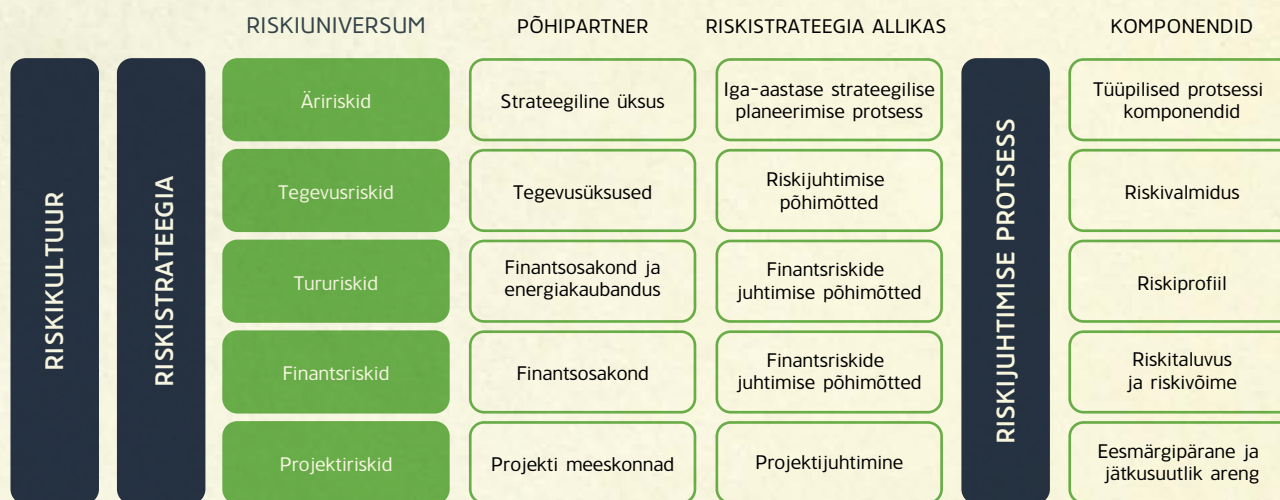 RISKIUNIVERSUM
PÕHIPARTNER
RISKISTRATEEGIA ALLIKAS
KOMPONENDID
RISKIKULTUUR
RISKISTRATEEGIA
Äririskid
Strateegiline üksus
Iga-aastase strateegilise
planeerimise protsess
RISKIJUHTIMISE PROTSESS
Tüüpilised protsessi
komponendid
Tegevusriskid
Tegevusüksused
Riskijuhtimise
põhimõtted
Riskivalmidus
Tururiskid
Finantsosakond ja
energiakaubandus
Finantsriskide
juhtimise põhimõtted
Riskiprofiil
Finantsriskid
Finantsosakond
Finantsriskide
juhtimise põhimõtted
Riskitaluvus
ja riskivõime
Projektiriskid
Projekti meeskonnad
Projektijuhtimine
Eesmärgipärane ja
jätkusuutlik areng